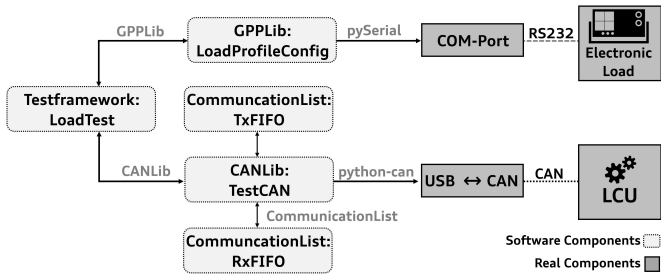 GPPLib
GPPLib:
LoadProfileConfig
pySerial
COM-Port
RS232
Electronic
Load
Testframework:
LoadTest
CommuncationList:
TxFIFO
CANLib
CANLib:
TestCAN
python-can
USB ↔ CAN
CAN
LCU
CommunicationList
CommuncationList:
RxFIFO
Software Components
Real Components